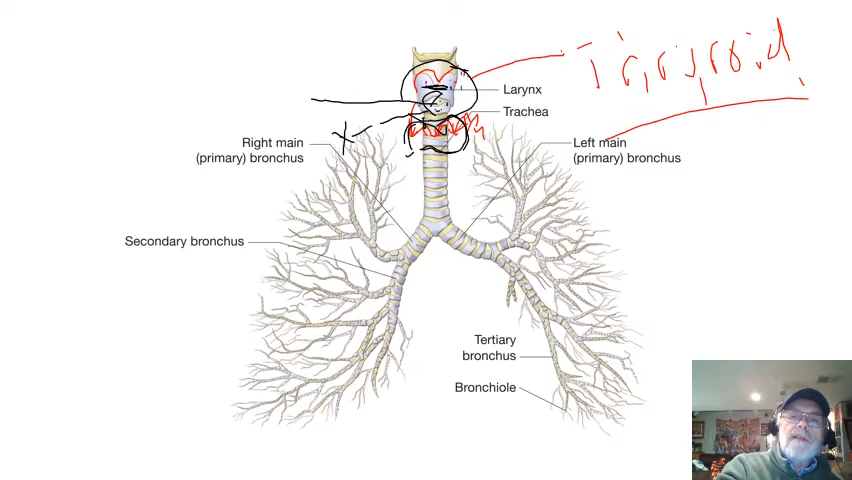 Larynx
Trachea
Right main
(primary) bronchus
Left main
(primary) bronchus
Secondary bronchus
Tertiary
bronchus
Bronchiole